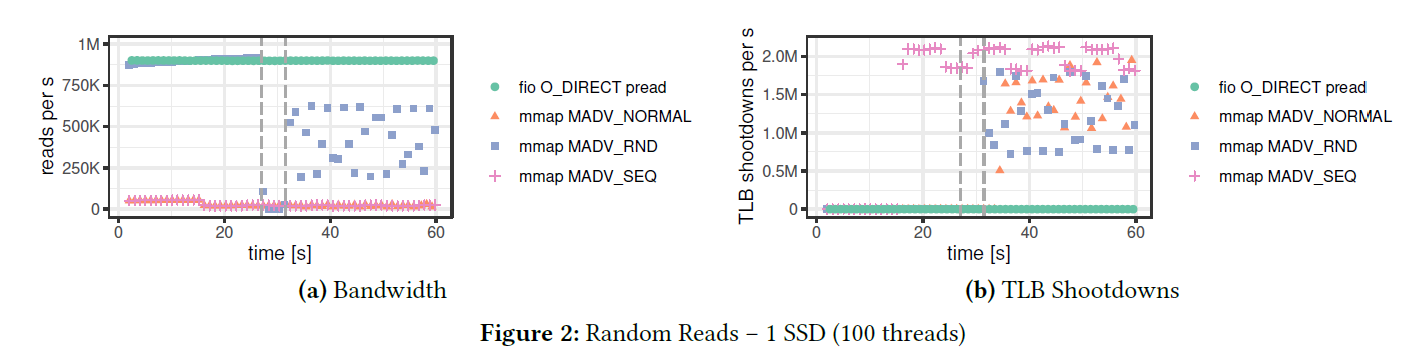 1M
750K
500K
250K
0
reads per s
0
20
40
60
time [s]
fio O_DIRECT pread
mmap MADV_NORMAL
mmap MADV_RND
mmap MADV_SEQ
(a) Bandwidth
2.0M
1.5M
1.0M
0.5M
0
TLB shootdowns per s
0
20
40
60
time [s]
fio O_DIRECT pread
mmap MADV_NORMAL
mmap MADV_RND
mmap MADV_SEQ
(b) TLB Shootdowns
Figure 2: Random Reads – 1 SSD (100 threads)